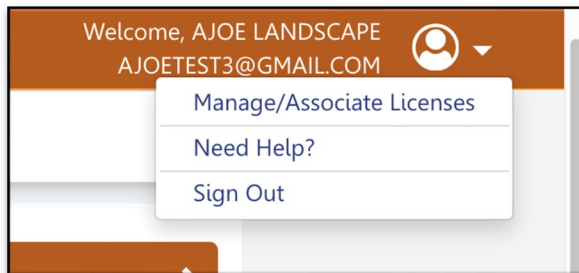 Welcome, AJOE LANDSCAPE
AJOETEST3@GMAIL.COM
Manage/Associate Licenses
Need Help?
Sign Out